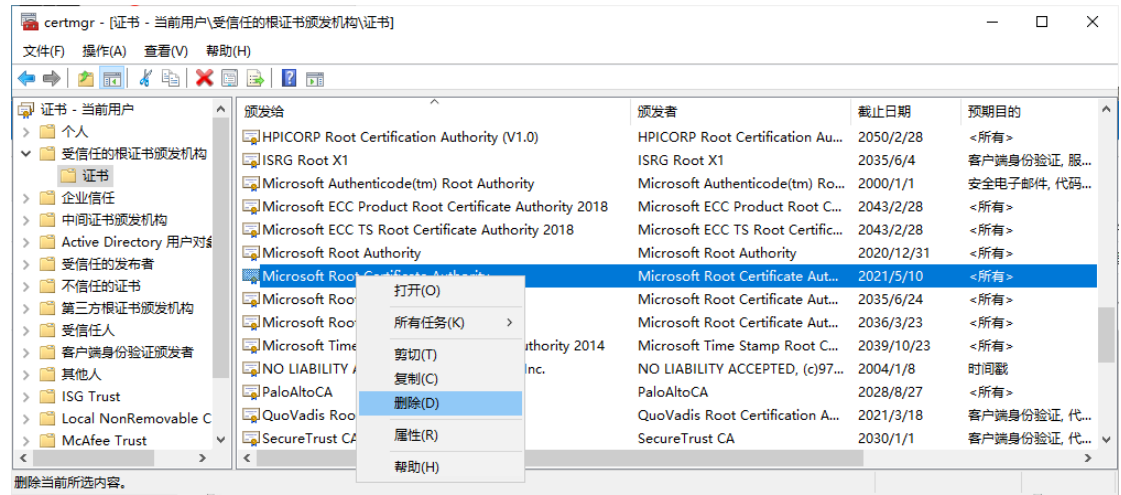 certmgr - [证书 - 当前用户\受信任的根证书颁发机构\证书]
文件(F) 操作(A) 查看(V) 帮助(H)
证书 - 当前用户
个人
受信任的根证书颁发机构
证书
企业信任
中间证书颁发机构
Active Directory 用户对
受信任的发布者
不信任的证书
第三方根证书颁发机构
受信任人
客户端身份验证颁发者
其他人
ISG Trust
Local NonRemovable C
McAfee Trust
颁发给 颁发者 截止日期 预期目的
HPICORP Root Certification Authority (V1.0) HPICORP Root Certification Au... 2050/2/28 <所有>
ISRG Root X1 ISRG Root X1 2035/6/4 客户端身份验证, 服...
Microsoft Authenticode(tm) Root Authority Microsoft Authenticode(tm) Ro... 2000/1/1 安全电子邮件, 代码...
Microsoft ECC Product Root Certificate Authority 2018 Microsoft ECC Product Root C... 2043/2/28 <所有>
Microsoft ECC TS Root Certificate Authority 2018 Microsoft ECC TS Root Certific... 2043/2/28 <所有>
Microsoft Root Authority Microsoft Root Authority 2020/12/31 <所有>
Microsoft Root Certificate Authority Microsoft Root Certificate Aut... 2021/5/10 <所有>
Microsoft Roo Microsoft Root Certificate Aut... 2035/6/24 <所有>
Microsoft Roo Microsoft Root Certificate Aut... 2036/3/23 <所有>
Microsoft Time uthority 2014 Microsoft Time Stamp Root C... 2039/10/23 <所有>
NO LIABILITY Inc. NO LIABILITY ACCEPTED, (c)97... 2004/1/8 时间戳
PaloAltoCA PaloAltoCA 2028/8/27 <所有>
QuoVadis Roo QuoVadis Root Certification A... 2021/3/18 客户端身份验证, 代...
SecureTrust CA SecureTrust CA 2030/1/1 客户端身份验证, 代...
打开(O)
所有任务(K)
剪切(T)
复制(C)
删除(D)
属性(R)
帮助(H)
删除当前所选内容。